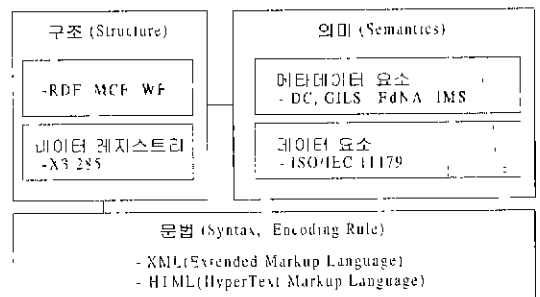 구조 (Structure)
-RDF MCF WF
데이터 레지스트리
-X3 285
의미 (Semantics)
메타데이터 요소
- DC, GILS EdNA IMS
데이터 요소
- ISO/IEC 11179
문법 (Syntax, Encoding Rule)
- XML(Extended Markup Language)
- HTML(HyperText Markup Language)